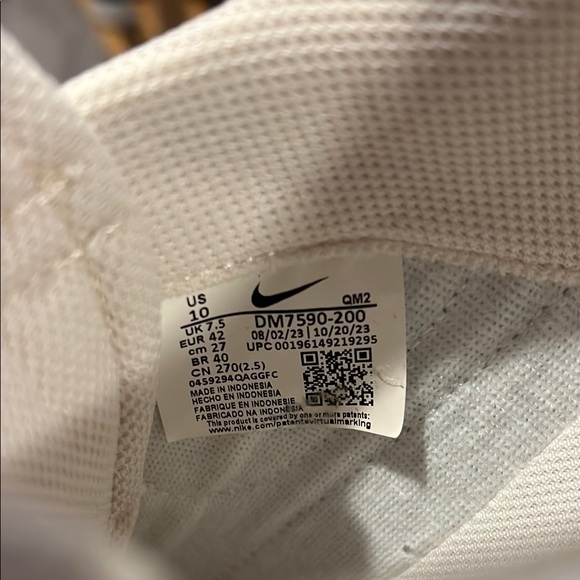 US
10
UK 7.5
EUR 42
cm 27
BR 40
CN 270(2.5)
0459294QAGGFC
QM2
DM7590-200
08/02/23 | 10/20/23
UPC 00196149219295
MADE IN INDONESIA
HECHO EN INDONESIA
FABRIQUE EN INDONESIE
FABRICADO NA INDONESIA
This product is covered by one or more patents:
www.nike.com/patentsvirtualmarking